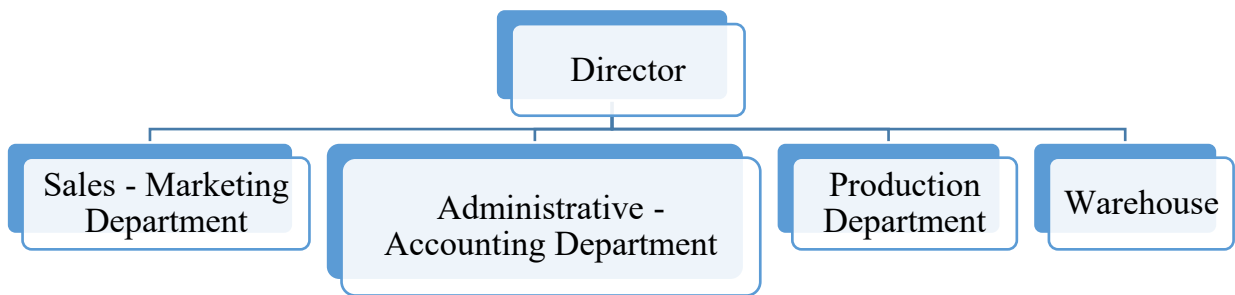 Director
Sales - Marketing
Department
Administrative -
Accounting Department
Production
Department
Warehouse